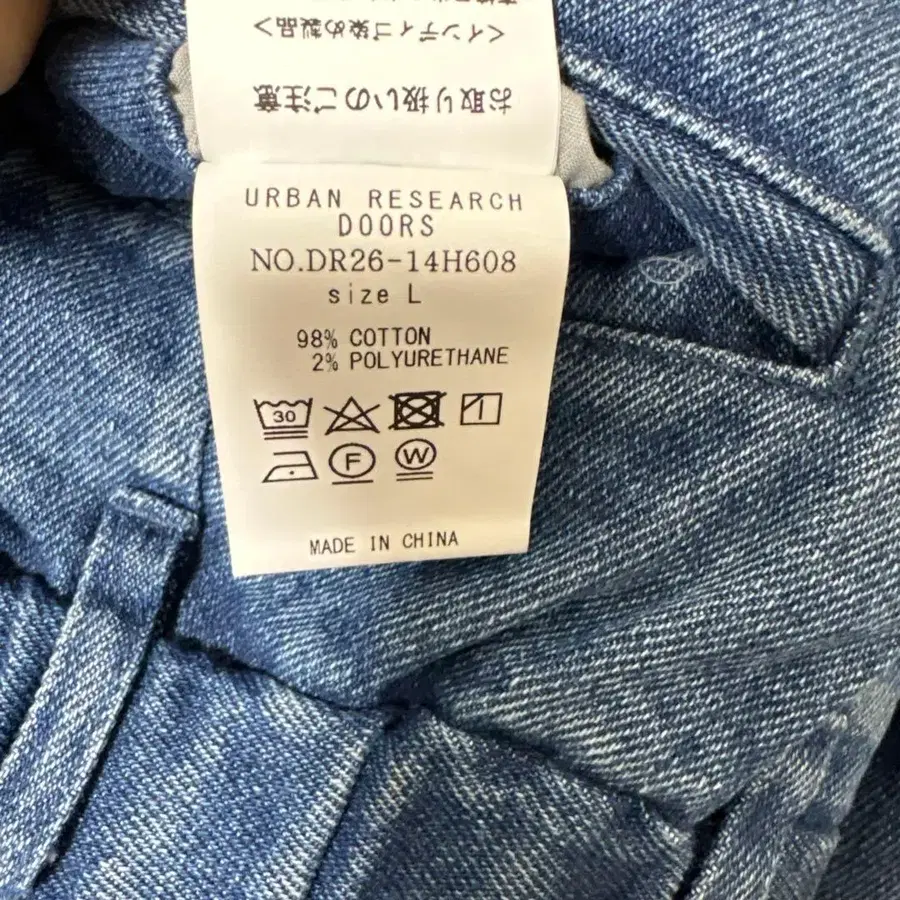 <インディゴ染め製品>
お取り扱いのご注意
URBAN RESEARCH
DOORS
NO.DR26-14H608
size L
98% COTTON
2% POLYURETHANE
30
F W
MADE IN CHINA